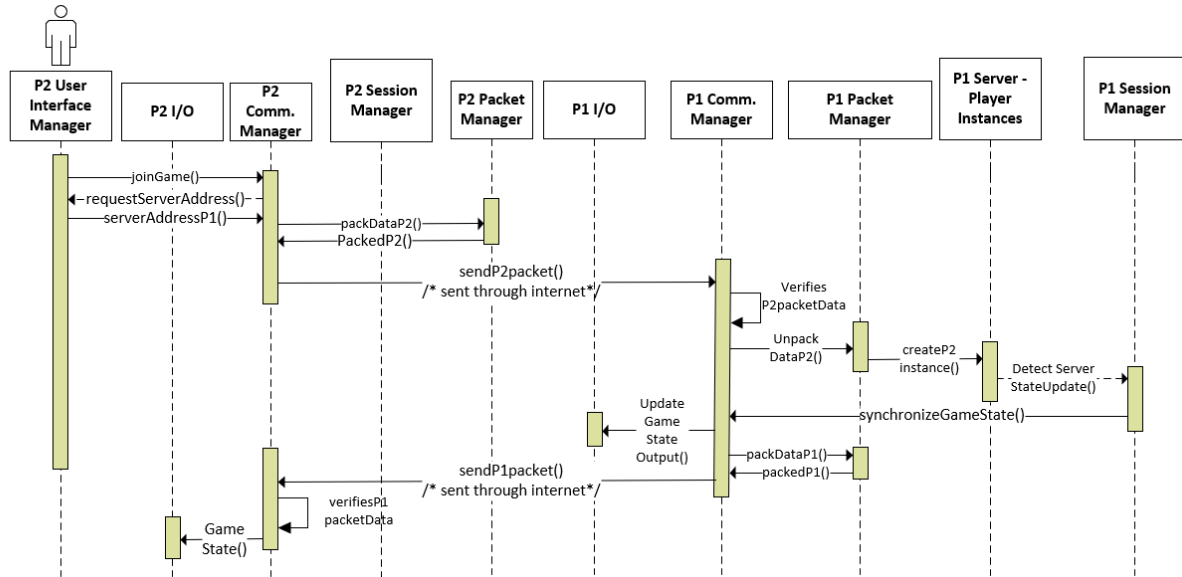 P2 User
Interface
Manager
P2 I/O
P2
Comm.
Manager
P2 Session
Manager
P2 Packet
Manager
P1 I/O
P1 Comm.
Manager
P1 Packet
Manager
P1 Server -
Player
Instances
P1 Session
Manager
joinGame()
requestServerAddress()
serverAddressP1()
packDataP2()
PackedP2()
sendP2packet()
/* sent through internet*/
Verifies
P2packetData
Unpack
DataP2()
createP2
instance()
Detect Server
StateUpdate()
synchronizeGameState()
Update
Game
State
Output()
packDataP1()
packedP1()
sendP1packet()
/* sent through internet*/
verifiesP1
packetData
Game
State()